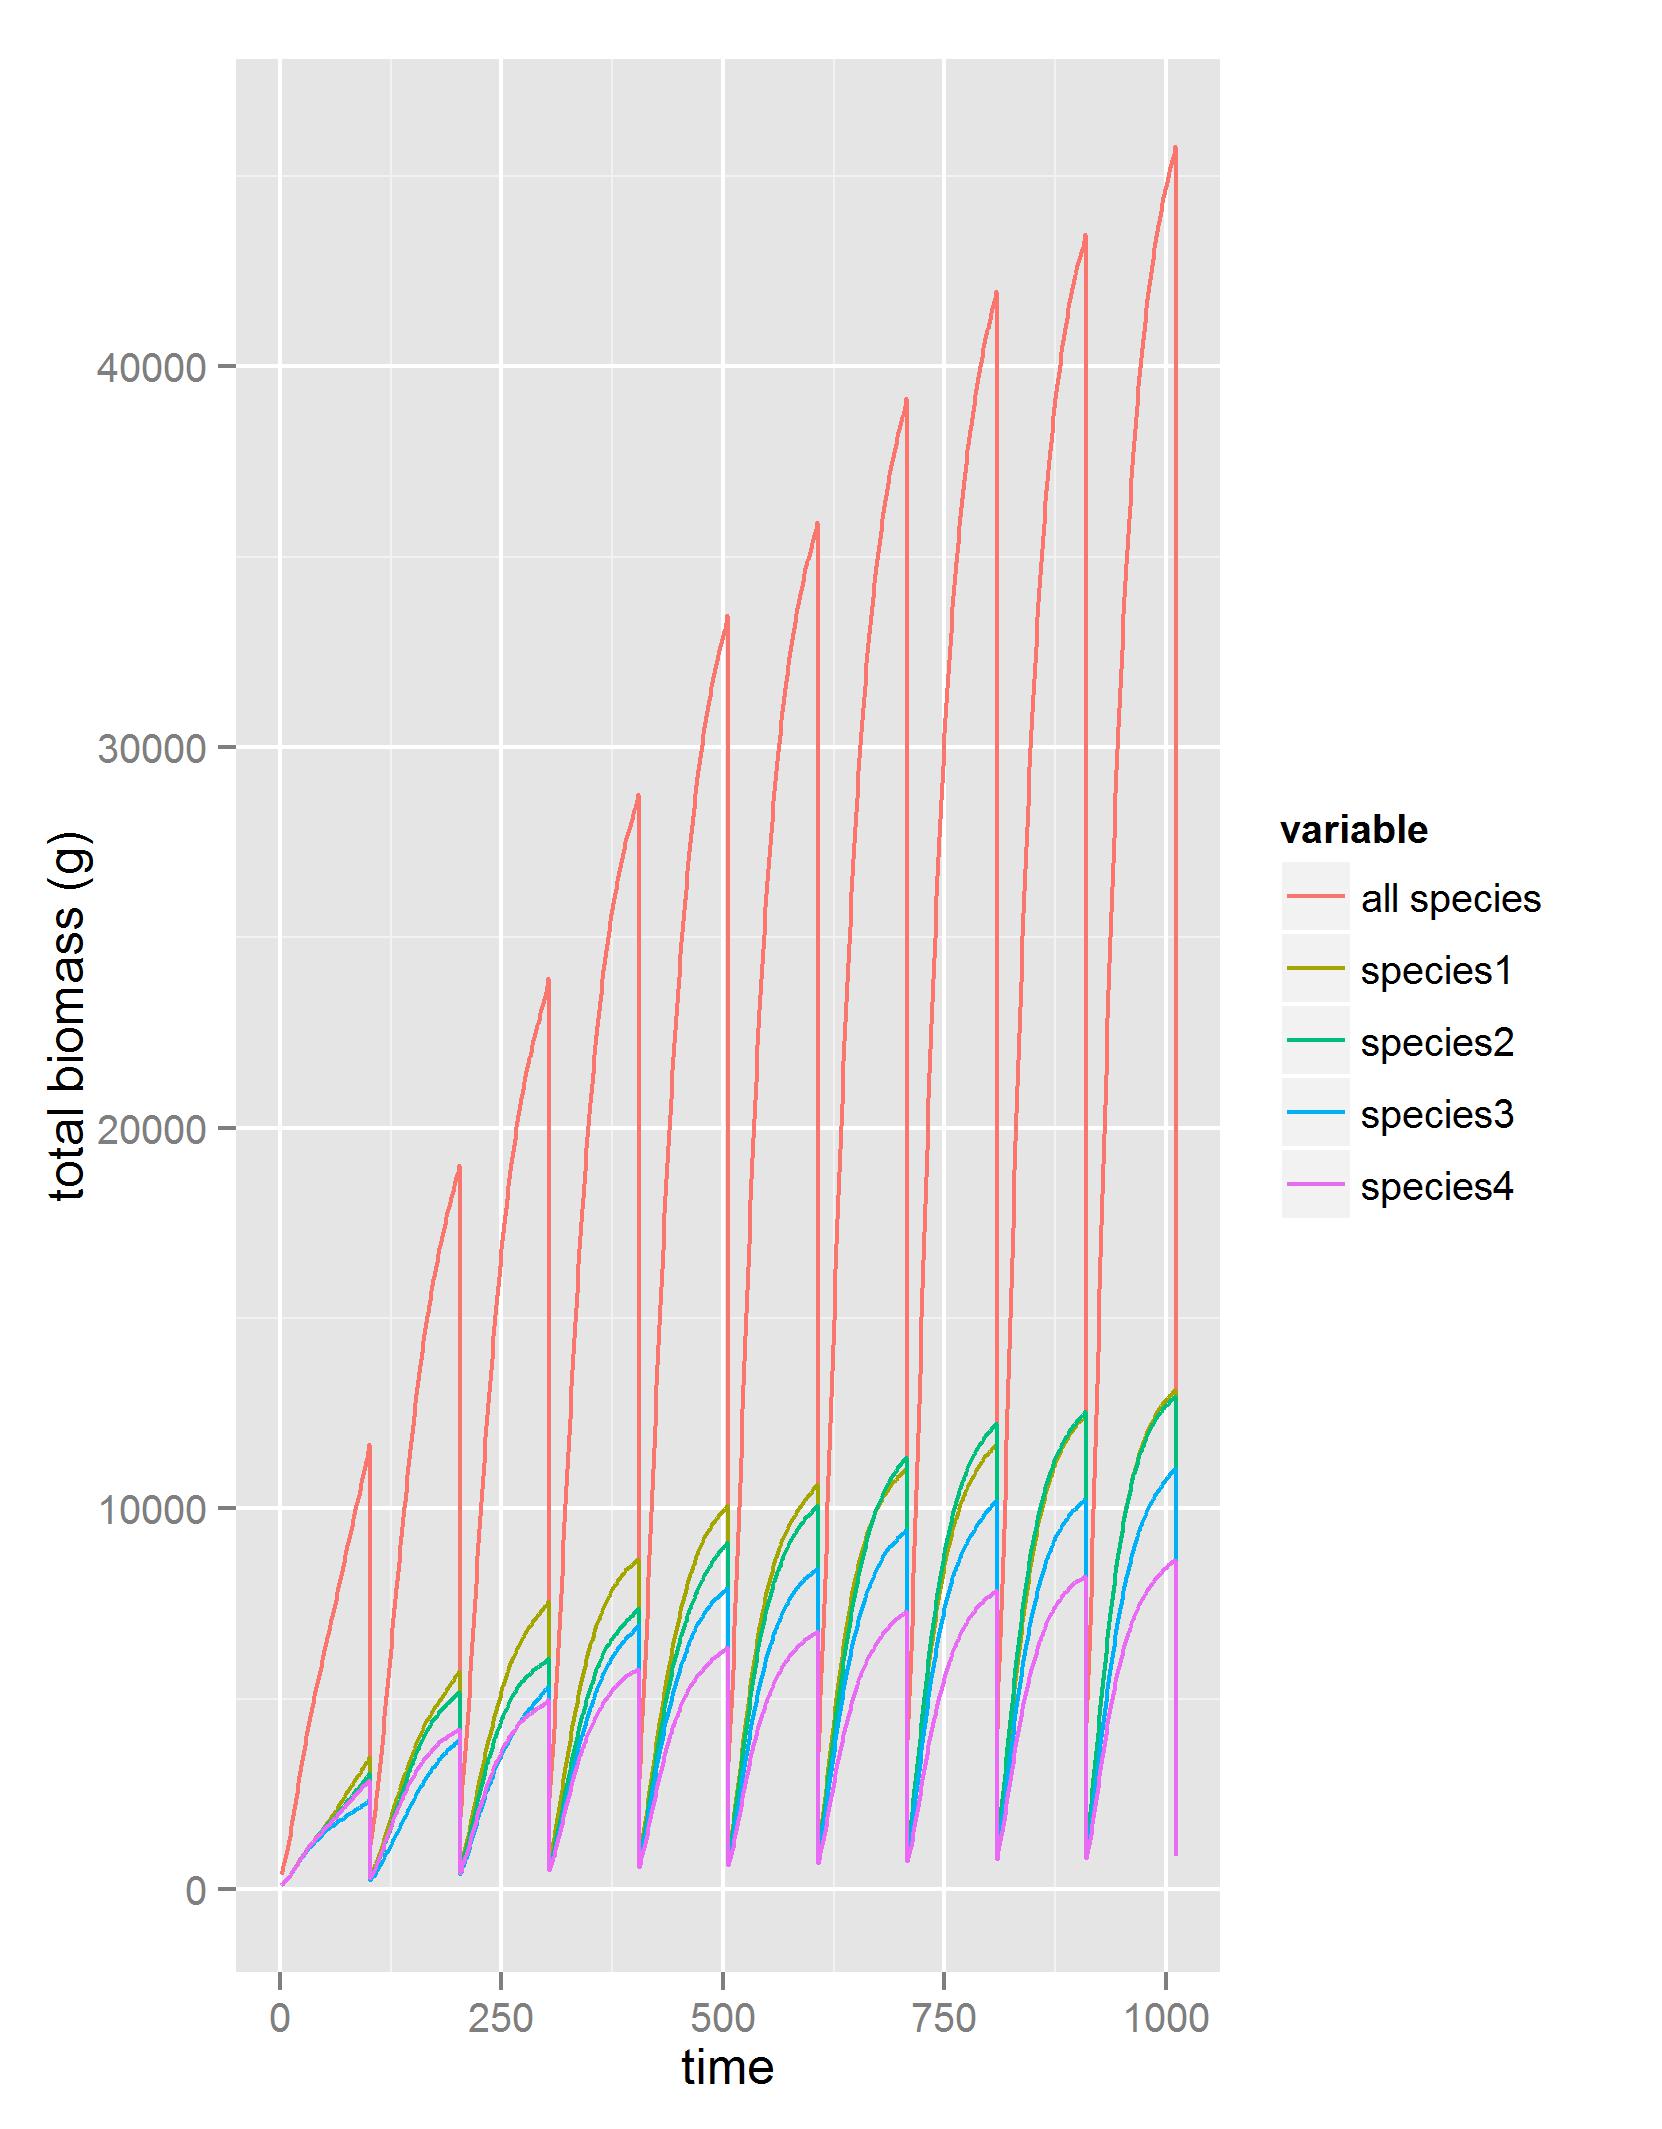 total biomass (g)
40000
30000
20000
10000
0
0 250 500 750 1000
time
variable
all species
species1
species2
species3
species4